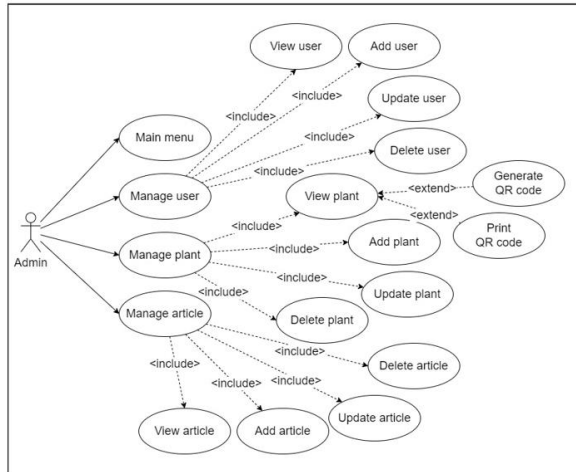 View user
Add user
<include>
<include>
Update user
<include>
Main menu
Delete user
<include>
Manage user
View plant
<extend>
Generate
QR code
<include>
<extend>
Print
QR code
Admin
Manage plant
<include>
Add plant
<include>
Update plant
<include>
Manage article
Delete plant
<include>
Delete article
<include>
<include>
<include>
View article
Add article
Update article